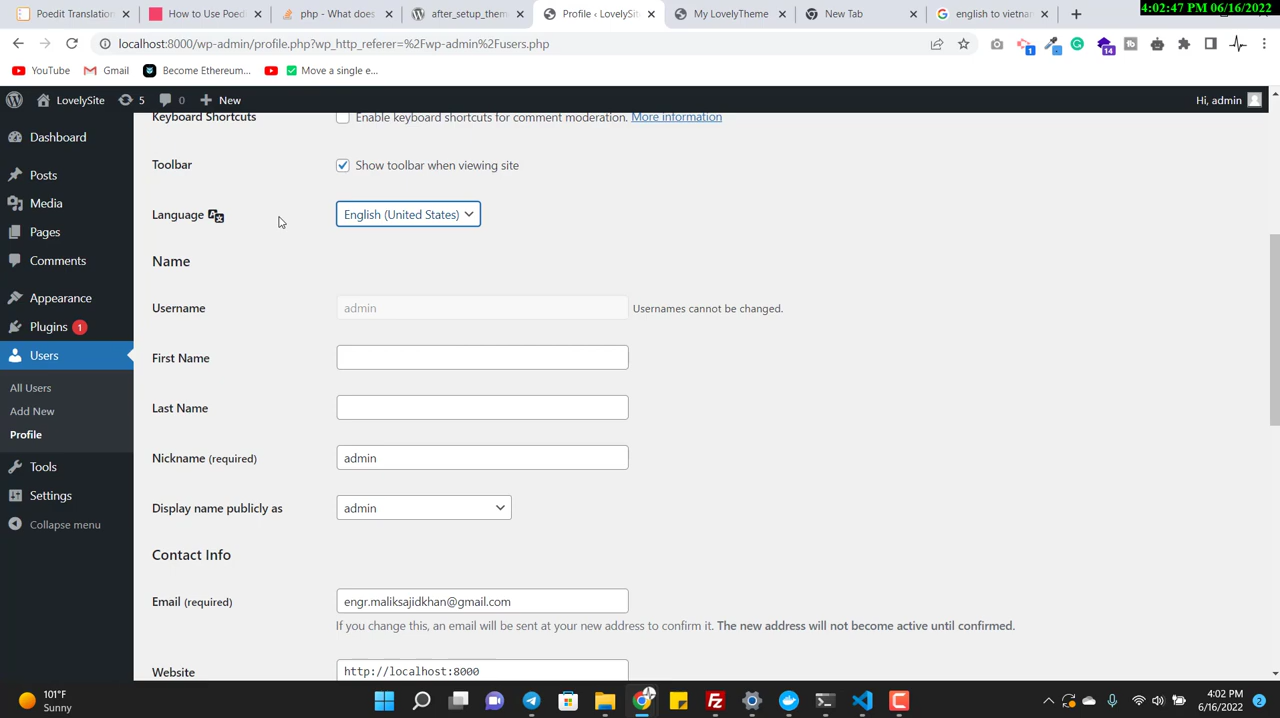 4:02:47 PM 06/16/2022
Poedit Translation
How to Use Poed
php - What does
after_setup_them
Profile ‹ LovelySit
My LovelyTheme
New Tab
english to vietna
localhost:8000/wp-admin/profile.php?wp_http_referer=%2Fwp-admin%2Fusers.php
1
14
YouTube
Gmail
Become Ethereum...
Move a single e...
LovelySite
5
0
New
Hi, admin
Dashboard
Posts
Media
Pages
Comments
Appearance
Plugins 1
Users
All Users
Add New
Profile
Tools
Settings
Collapse menu
Keyboard Shortcuts
Enable keyboard shortcuts for comment moderation. More information
Toolbar
Show toolbar when viewing site
Language
English (United States)
Name
Username
admin
Usernames cannot be changed.
First Name
Last Name
Nickname (required)
admin
Display name publicly as
admin
Contact Info
Email (required)
engr.maliksajidkhan@gmail.com
If you change this, an email will be sent at your new address to confirm it. The new address will not become active until confirmed.
Website
http://localhost:8000
101°F
Sunny
4:02 PM
6/16/2022
2